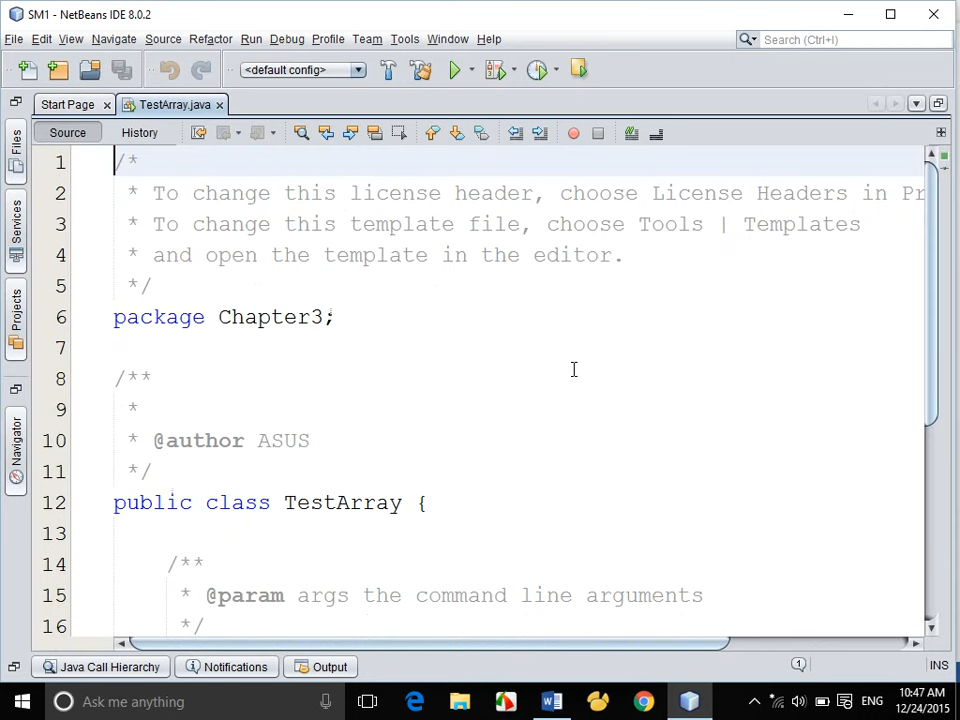 SM1 - NetBeans IDE 8.0.2
File Edit View Navigate Source Refactor Run Debug Profile Team Tools Window Help
Search (Ctrl+I)
<default config>
Start Page
TestArray.java
Source
History
Files
Services
Projects
Navigator
1 /*
2 * To change this license header, choose License Headers in Pr
3 * To change this template file, choose Tools | Templates
4 * and open the template in the editor.
5 */
6 package Chapter3;
7
8 /**
9 *
10 * @author ASUS
11 */
12 public class TestArray {
13
14 /**
15 * @param args the command line arguments
16 */
Java Call Hierarchy
Notifications
Output
1
INS
Ask me anything
ENG
10:47 AM
12/24/2015